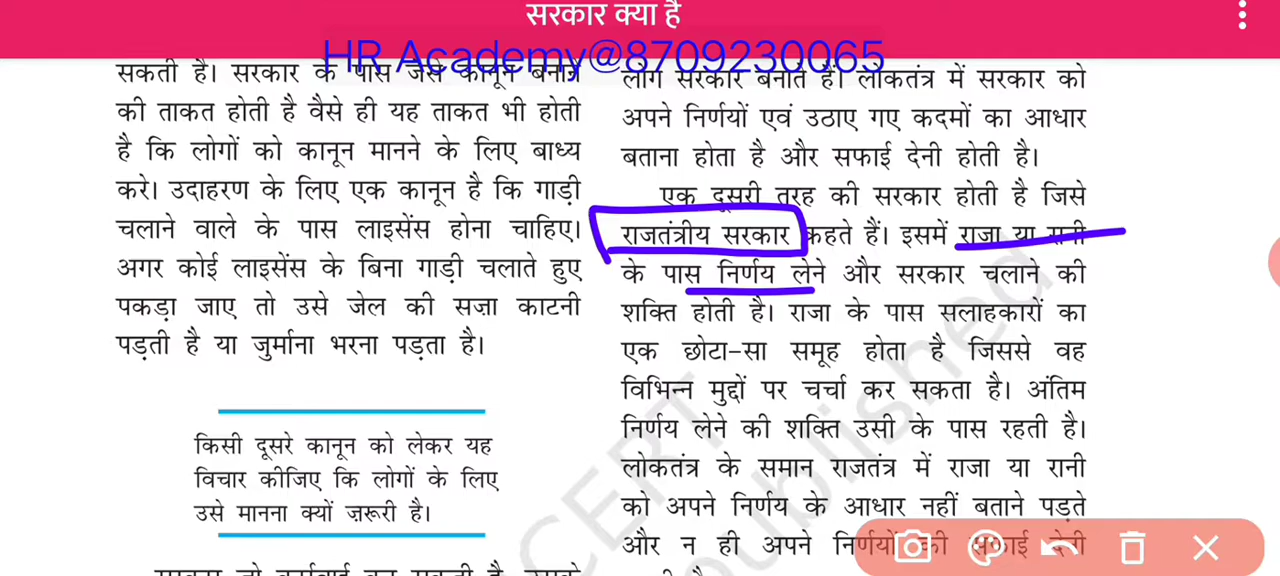 सरकार क्या है
HR Academy@8709230065
सकती है। सरकार के पास जैसे कानून बनाने
की ताकत होती है वैसे ही यह ताकत भी होती
है कि लोगों को कानून मानने के लिए बाध्य
करे। उदाहरण के लिए एक कानून है कि गाड़ी
चलाने वाले के पास लाइसेंस होना चाहिए।
अगर कोई लाइसेंस के बिना गाड़ी चलाते हुए
पकड़ा जाए तो उसे जेल की सज़ा काटनी
पड़ती है या जुर्माना भरना पड़ता है।
किसी दूसरे कानून को लेकर यह
विचार कीजिए कि लोगों के लिए
उसे मानना क्यों ज़रूरी है।
लोग सरकार बनाते हैं। लोकतंत्र में सरकार को
अपने निर्णयों एवं उठाए गए कदमों का आधार
बताना होता है और सफाई देनी होती है।
एक दूसरी तरह की सरकार होती है जिसे
राजतंत्रीय सरकार कहते हैं। इसमें राजा या रानी
के पास निर्णय लेने और सरकार चलाने की
शक्ति होती है। राजा के पास सलाहकारों का
एक छोटा-सा समूह होता है जिससे वह
विभिन्न मुद्दों पर चर्चा कर सकता है। अंतिम
निर्णय लेने की शक्ति उसी के पास रहती है।
लोकतंत्र के समान राजतंत्र में राजा या रानी
को अपने निर्णय के आधार नहीं बताने पड़ते
और न ही अपने निर्णयों की सफाई देनी